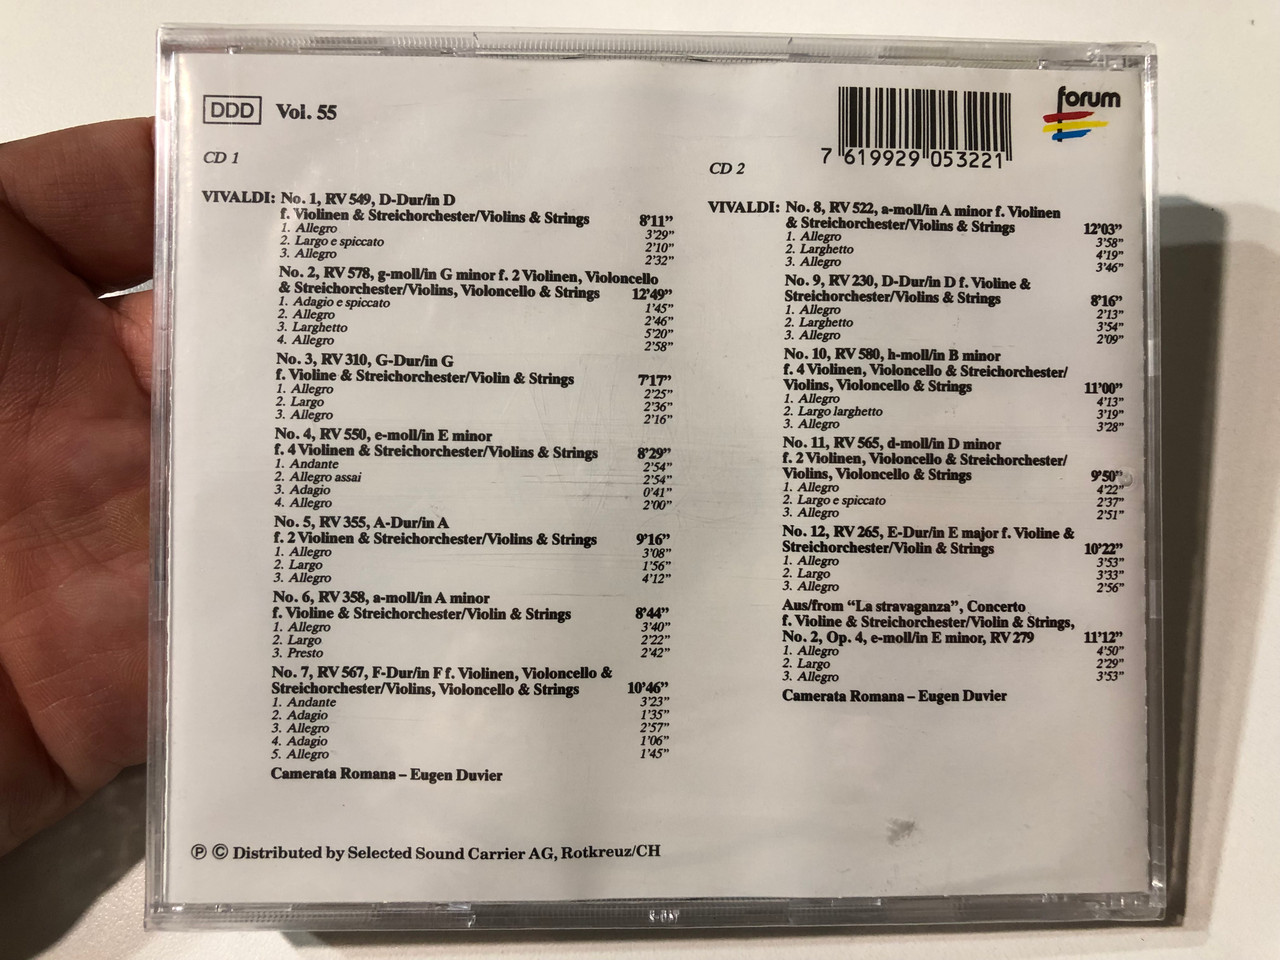 DDD Vol. 55
forum
7 619929 053221
CD 1
VIVALDI: No. 1, RV 549, D-Dur/in D
f. Violinen & Streichorchester/Violins & Strings 8’11”
1. Allegro 3’29”
2. Largo e spiccato 2’10”
3. Allegro 2’32”
No. 2, RV 578, g-moll/in G minor f. 2 Violinen, Violoncello
& Streichorchester/Violins, Violoncello & Strings 12’49”
1. Adagio e spiccato 1’45”
2. Allegro 2’46”
3. Larghetto 5’20”
4. Allegro 2’58”
No. 3, RV 310, G-Dur/in G
f. Violine & Streichorchester/Violin & Strings 7’17”
1. Allegro 2’25”
2. Largo 2’36”
3. Allegro 2’16”
No. 4, RV 550, e-moll/in E minor
f. 4 Violinen & Streichorchester/Violins & Strings 8’29”
1. Andante 2’54”
2. Allegro assai 2’54”
3. Adagio 0’41”
4. Allegro 2’00”
No. 5, RV 355, A-Dur/in A
f. 2 Violinen & Streichorchester/Violins & Strings 9’16”
1. Allegro 3’08”
2. Largo 1’56”
3. Allegro 4’12”
No. 6, RV 358, a-moll/in A minor
f. Violine & Streichorchester/Violin & Strings 8’44”
1. Allegro 3’40”
2. Largo 2’22”
3. Presto 2’42”
No. 7, RV 567, F-Dur/in F f. Violinen, Violoncello &
Streichorchester/Violins, Violoncello & Strings 10’46”
1. Andante 3’23”
2. Adagio 1’35”
3. Allegro 2’57”
4. Adagio 1’06”
5. Allegro 1’45”
Camerata Romana – Eugen Duvier
CD 2
VIVALDI: No. 8, RV 522, a-moll/in A minor f. Violinen
& Streichorchester/Violins & Strings 12’03”
1. Allegro 3’58”
2. Larghetto 4’19”
3. Allegro 3’46”
No. 9, RV 230, D-Dur/in D f. Violine &
Streichorchester/Violins & Strings 8’16”
1. Allegro 2’13”
2. Larghetto 3’54”
3. Allegro 2’09”
No. 10, RV 580, h-moll/in B minor
f. 4 Violinen, Violoncello & Streichorchester/
Violins, Violoncello & Strings 11’00”
1. Allegro 4’13”
2. Largo larghetto 3’19”
3. Allegro 3’28”
No. 11, RV 565, d-moll/in D minor
f. 2 Violinen, Violoncello & Streichorchester/
Violins, Violoncello & Strings 9’50”
1. Allegro 4’22”
2. Largo e spiccato 2’37”
3. Allegro 2’51”
No. 12, RV 265, E-Dur/in E major f. Violine &
Streichorchester/Violin & Strings 10’22”
1. Allegro 3’53”
2. Largo 3’33”
3. Allegro 2’56”
Aus/from “La stravaganza”, Concerto
f. Violine & Streichorchester/Violin & Strings,
No. 2, Op. 4, e-moll/in E minor, RV 279 11’12”
1. Allegro 4’50”
2. Largo 2’29”
3. Allegro 3’53”
Camerata Romana – Eugen Duvier
℗ © Distributed by Selected Sound Carrier AG, Rotkreuz/CH